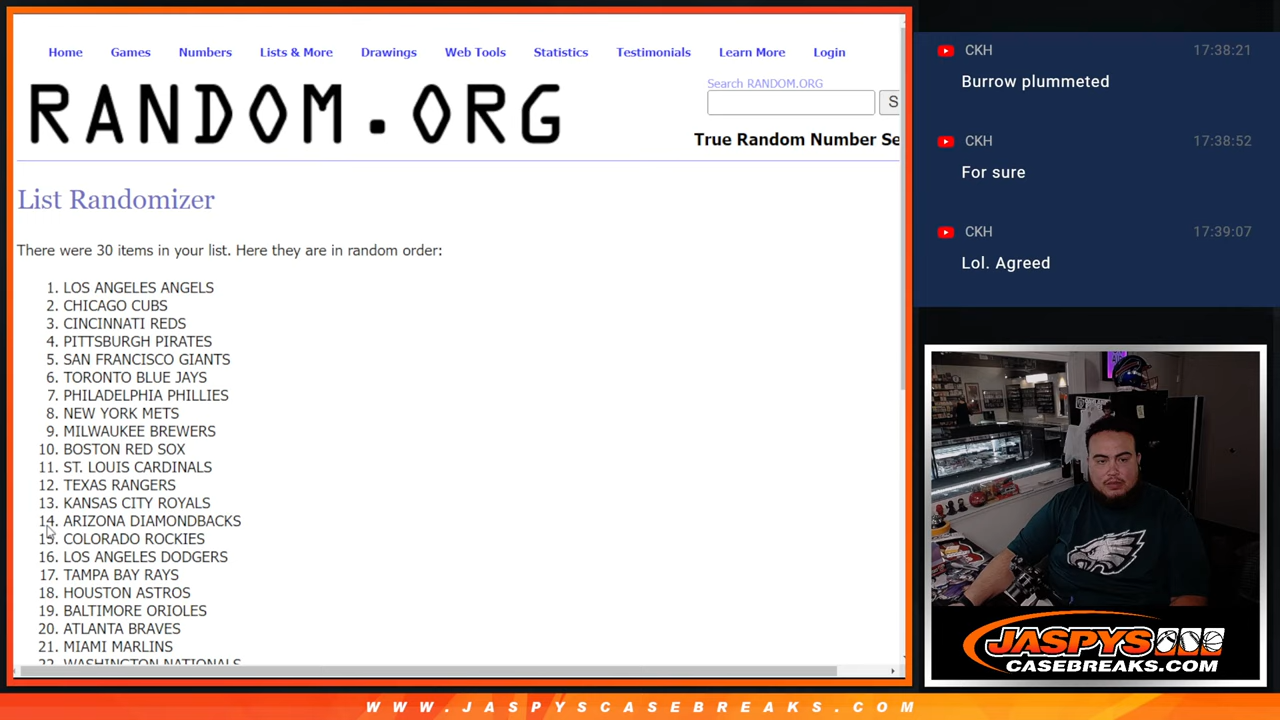 Home Games Numbers Lists & More Drawings Web Tools Statistics Testimonials Learn More Login
RANDOM.ORG
Search RANDOM.ORG
S
True Random Number Se
List Randomizer
There were 30 items in your list. Here they are in random order:
1. LOS ANGELES ANGELS
2. CHICAGO CUBS
3. CINCINNATI REDS
4. PITTSBURGH PIRATES
5. SAN FRANCISCO GIANTS
6. TORONTO BLUE JAYS
7. PHILADELPHIA PHILLIES
8. NEW YORK METS
9. MILWAUKEE BREWERS
10. BOSTON RED SOX
11. ST. LOUIS CARDINALS
12. TEXAS RANGERS
13. KANSAS CITY ROYALS
14. ARIZONA DIAMONDBACKS
15. COLORADO ROCKIES
16. LOS ANGELES DODGERS
17. TAMPA BAY RAYS
18. HOUSTON ASTROS
19. BALTIMORE ORIOLES
20. ATLANTA BRAVES
21. MIAMI MARLINS
22. WASHINGTON NATIONALS
CKH 17:38:21
Burrow plummeted
CKH 17:38:52
For sure
CKH 17:39:07
Lol. Agreed
JASPYS
CASEBREAKS.COM
WWW.JASPYSCASEBREAKS.COM